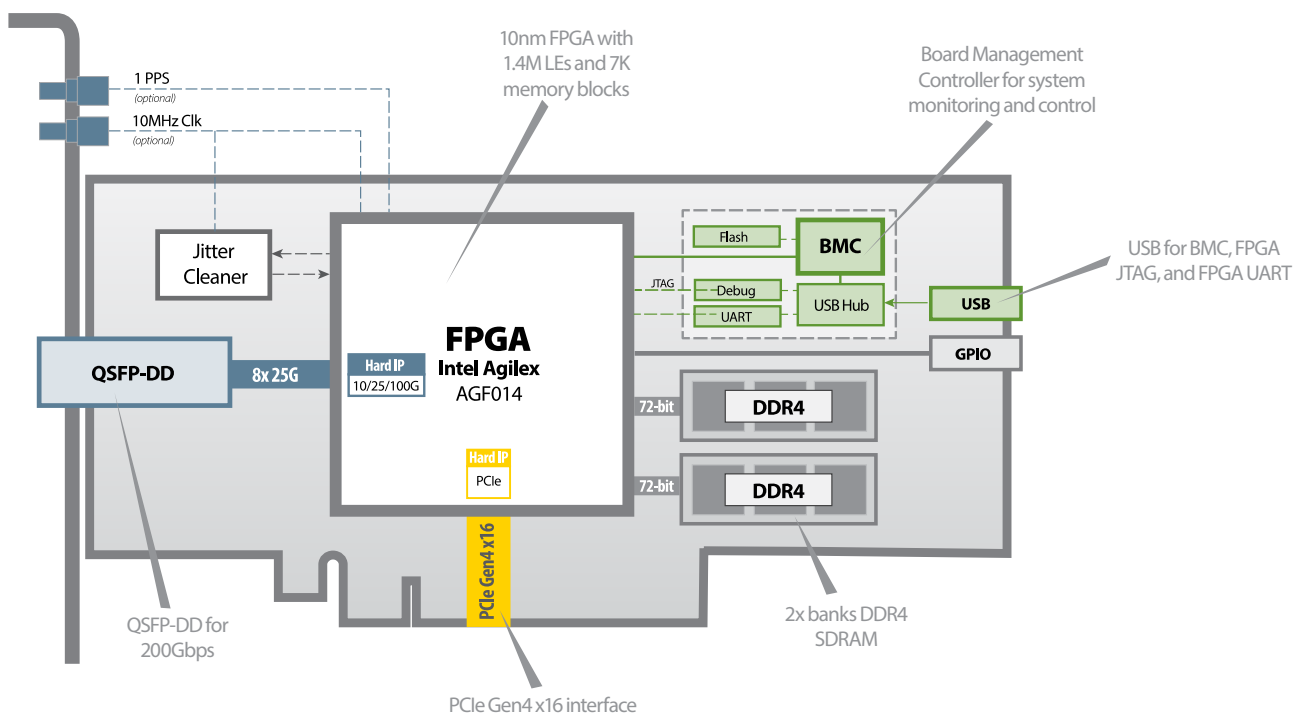 10nm FPGA with
1.4M LEs and 7K
memory blocks
Board Management
Controller for system
monitoring and control
1 PPS
(optional)
10MHz Clk
(optional)
Jitter
Cleaner
Flash
BMC
USB for BMC, FPGA
JTAG, and FPGA UART
JTAG
Debug
UART
USB Hub
USB
GPIO
FPGA
Intel Agilex
AGF014
Hard IP
10/25/100G
QSFP-DD
8x 25G
72-bit
DDR4
72-bit
DDR4
Hard IP
PCIe
PCIe Gen4 x16
QSFP-DD for
200Gbps
2x banks DDR4
SDRAM
PCIe Gen4 x16 interface